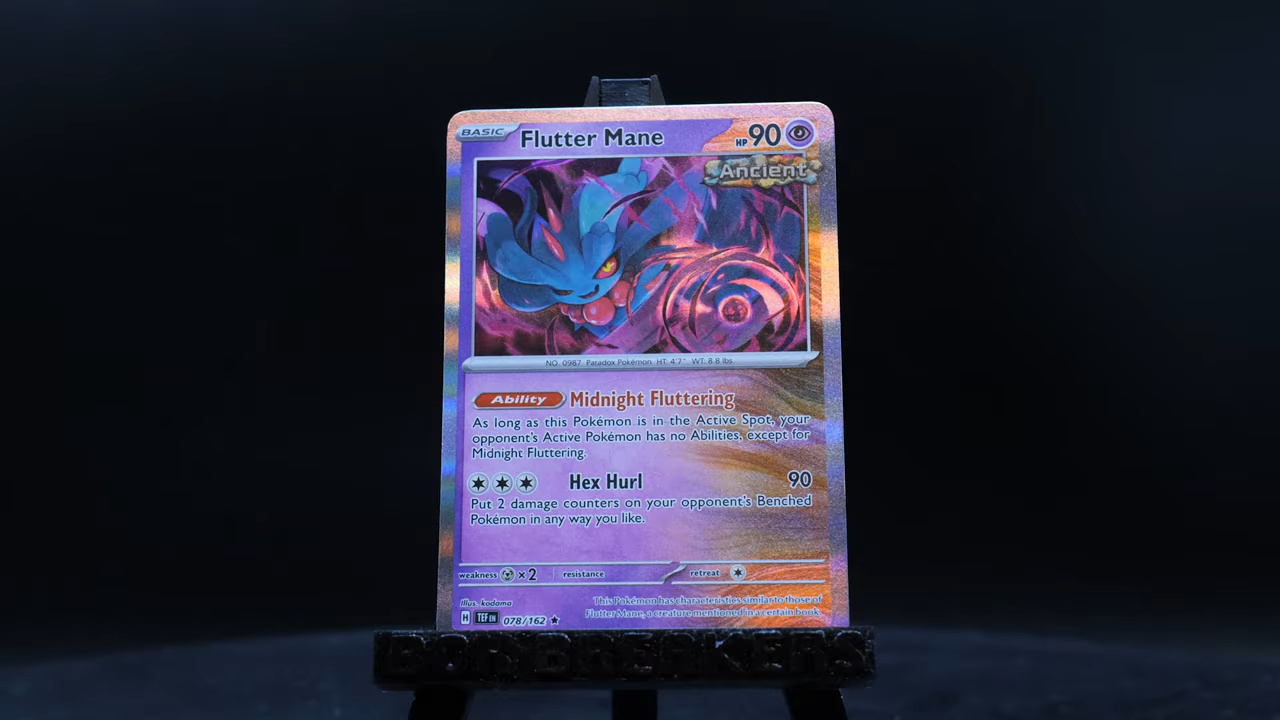 BASIC Flutter Mane HP 90
Ancient
NO. 0987 Paradox Pokémon HT: 4'7" WT: 8.8 lbs.
Ability Midnight Fluttering
As long as this Pokémon is in the Active Spot, your
opponent's Active Pokémon has no Abilities, except for
Midnight Fluttering.
Hex Hurl 90
Put 2 damage counters on your opponent's Benched
Pokémon in any way you like.
weakness ×2 resistance retreat
Illus. kodama
This Pokémon has characteristics similar to those of
Flutter Mane, a creature mentioned in a certain book.
H TEF EN 078/162
BOX BREAKERS